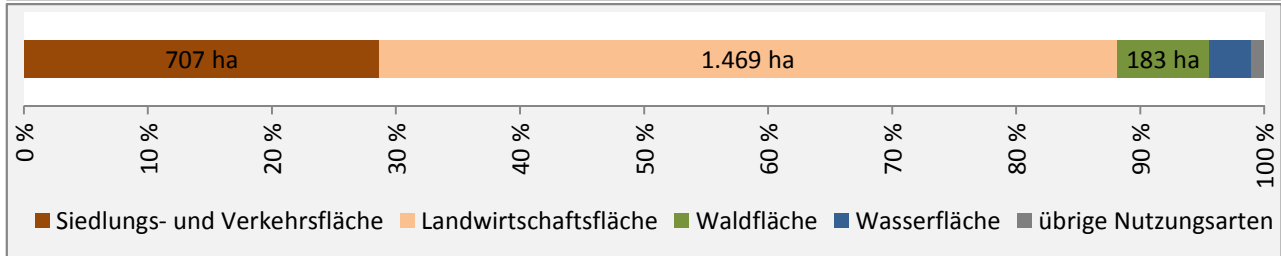 707 ha 1.469 ha 183 ha
0 % 10 % 20 % 30 % 40 % 50 % 60 % 70 % 80 % 90 % 100 %
Siedlungs- und Verkehrsfläche Landwirtschaftsfläche Waldfläche Wasserfläche übrige Nutzungsarten